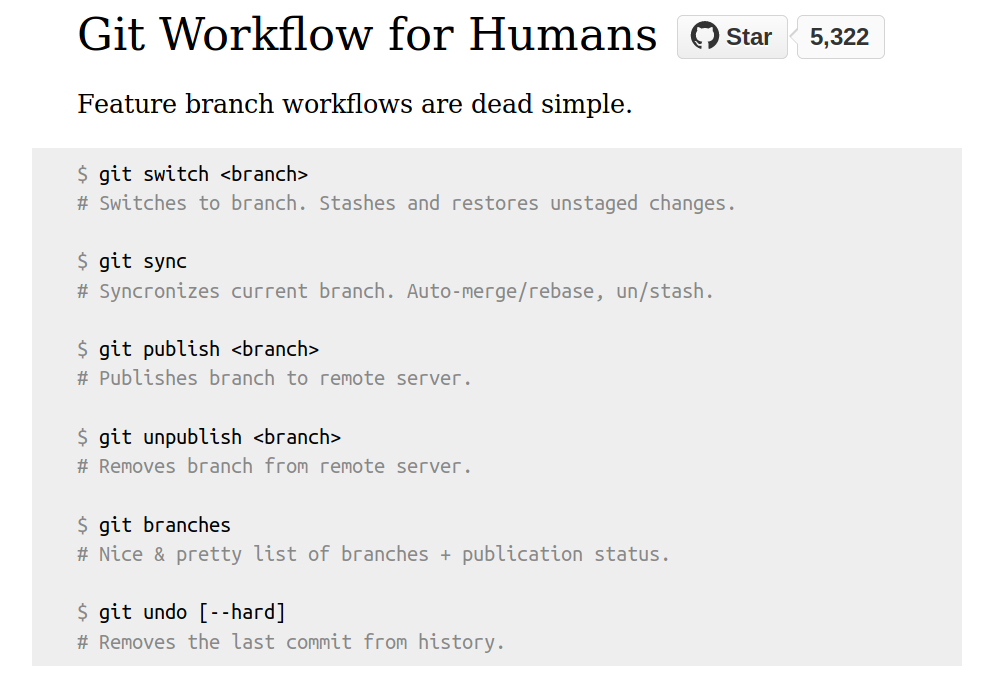 Git Workflow for Humans
Star
5,322
Feature branch workflows are dead simple.
$ git switch <branch>
# Switches to branch. Stashes and restores unstaged changes.
$ git sync
# Syncronizes current branch. Auto-merge/rebase, un/stash.
$ git publish <branch>
# Publishes branch to remote server.
$ git unpublish <branch>
# Removes branch from remote server.
$ git branches
# Nice & pretty list of branches + publication status.
$ git undo [--hard]
# Removes the last commit from history.